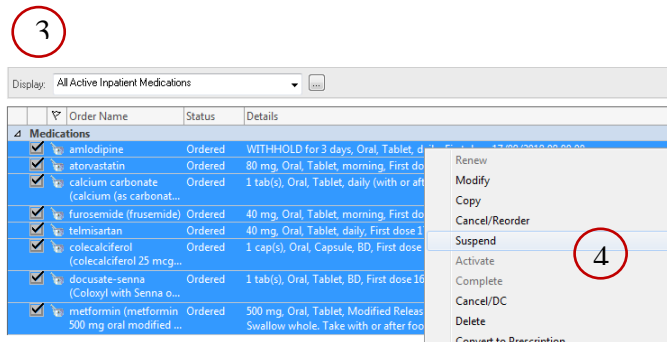 3
Display: All Active Inpatient Medications ...
Order Name Status Details
Medications
amlodipine Ordered WITHHOLD for 3 days, Oral, Tablet,
atorvastatin Ordered 80 mg, Oral, Tablet, morning, First do
calcium carbonate Ordered 1 tab(s), Oral, Tablet, daily (with or aft
(calcium (as carbonat...
furosemide (frusemide) Ordered 40 mg, Oral, Tablet, morning, First do
telmisartan Ordered 40 mg, Oral, Tablet, daily, First dose 1
colecalciferol Ordered 1 cap(s), Oral, Capsule, BD, First dose
(colecalciferol 25 mcg...
docusate-senna Ordered 1 tab(s), Oral, Tablet, BD, First dose 16
(Coloxyl with Senna o...
metformin (metformin Ordered 500 mg, Oral, Tablet, Modified Releas
500 mg oral modified ... Swallow whole. Take with or after foo
Renew
Modify
Copy
Cancel/Reorder
Suspend
4
Activate
Complete
Cancel/DC
Delete
Convert to Prescription